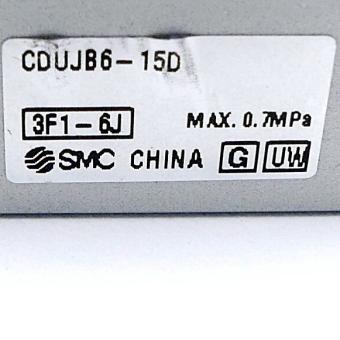 CDUJB6-15D
3F1-6J MAX. 0.7MPa
SMC CHINA G UW